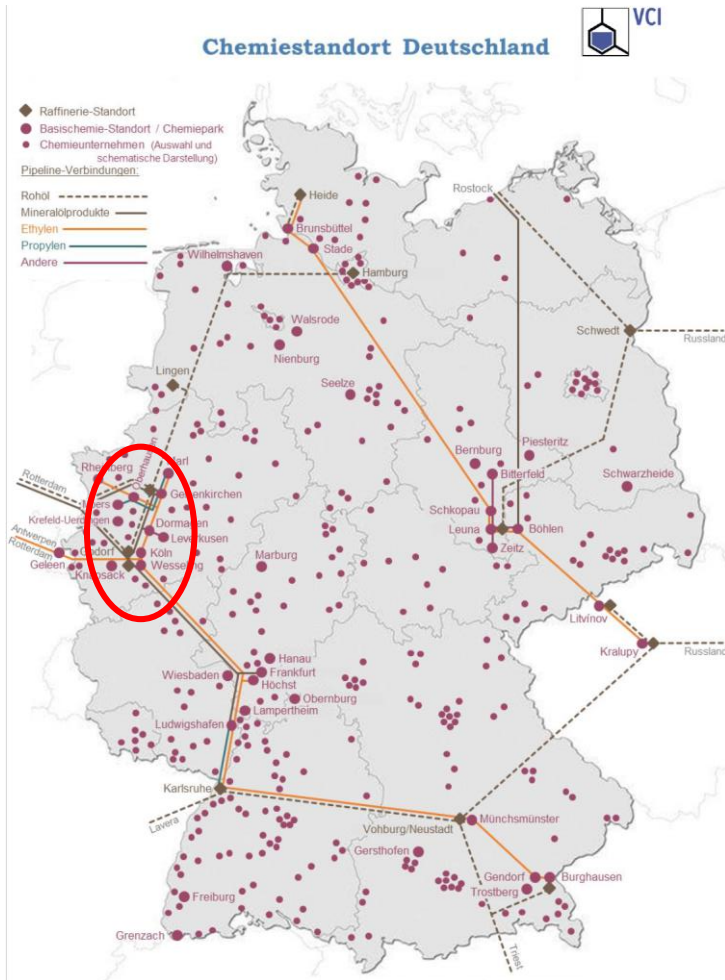 Chemiestandort Deutschland
VCI
Raffinerie-Standort
Basischemie-Standort / Chemiepark
Chemieunternehmen (Auswahl und
schematische Darstellung)
Pipeline-Verbindungen:
Rohöl
Mineralölprodukte
Ethylen
Propylen
Andere
Heide
Rostock
Brunsbüttel
Stade
Wilhelmshaven
Hamburg
Walsrode
Schwedt
Russland
Nienburg
Lingen
Seelze
Bernburg
Piesteritz
Bitterfeld
Schwarzheide
Rheinberg
Oberhausen
Marl
Rotterdam
Gelsenkirchen
Krefeld-Uerdingen
Dormagen
Leverkusen
Schkopau
Leuna
Böhlen
Zeitz
Antwerpen
Rotterdam
Köln
Geleen
Knapsack
Wesseling
Marburg
Litvínov
Kralupy
Russland
Hanau
Frankfurt
Wiesbaden
Höchst
Obernburg
Lampertheim
Ludwigshafen
Karlsruhe
Lavera
Vohburg/Neustadt
Münchsmünster
Gersthofen
Gendorf
Burghausen
Trostberg
Freiburg
Grenzach
Triest